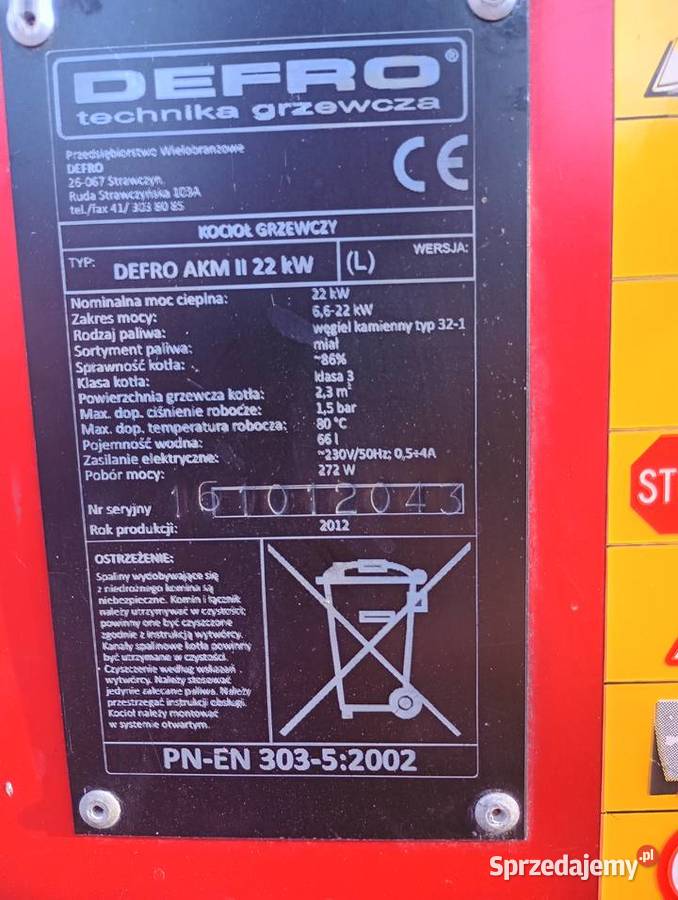 DEFRO®
technika grzewcza
Przedsiębiorstwo Wielobranżowe
DEFRO
26-067 Strawczyn,
Ruda Strawczyńska 103A
tel./fax 41/ 303 80 85
CE
KOCIOŁ GRZEWCZY
TYP: DEFRO AKM II 22 kW (L) WERSJA:
Nominalna moc cieplna: 22 kW
Zakres mocy: 6,6-22 kW
Rodzaj paliwa: węgiel kamienny typ 32-1
Sortyment paliwa: miał
Sprawność kotła: ~86%
Klasa kotła: klasa 3
Powierzchnia grzewcza kotła: 2,3 m²
Max. dop. ciśnienie robocze: 1,5 bar
Max. dop. temperatura robocza: 80 °C
Pojemność wodna: 66 l
Zasilanie elektryczne: ~230V/50Hz; 0,5÷4A
Pobór mocy: 272 W
Nr seryjny 161012043
Rok produkcji: 2012
OSTRZEŻENIE:
Spaliny wydobywające się
z niedrożnego komina są
niebezpieczne. Komin i łącznik
należy utrzymywać w czystości;
powinny one być czyszczone
zgodnie z instrukcją wytwórcy.
Kanały spalinowe kotła powinny
być utrzymane w czystości.
Czyszczenie według wskazań
wytwórcy. Należy stosować
jedynie zalecane paliwa. Należy
przestrzegać instrukcji obsługi.
Kocioł należy montować
w systemie otwartym.
PN-EN 303-5:2002
ST
Sprzedajemy.pl